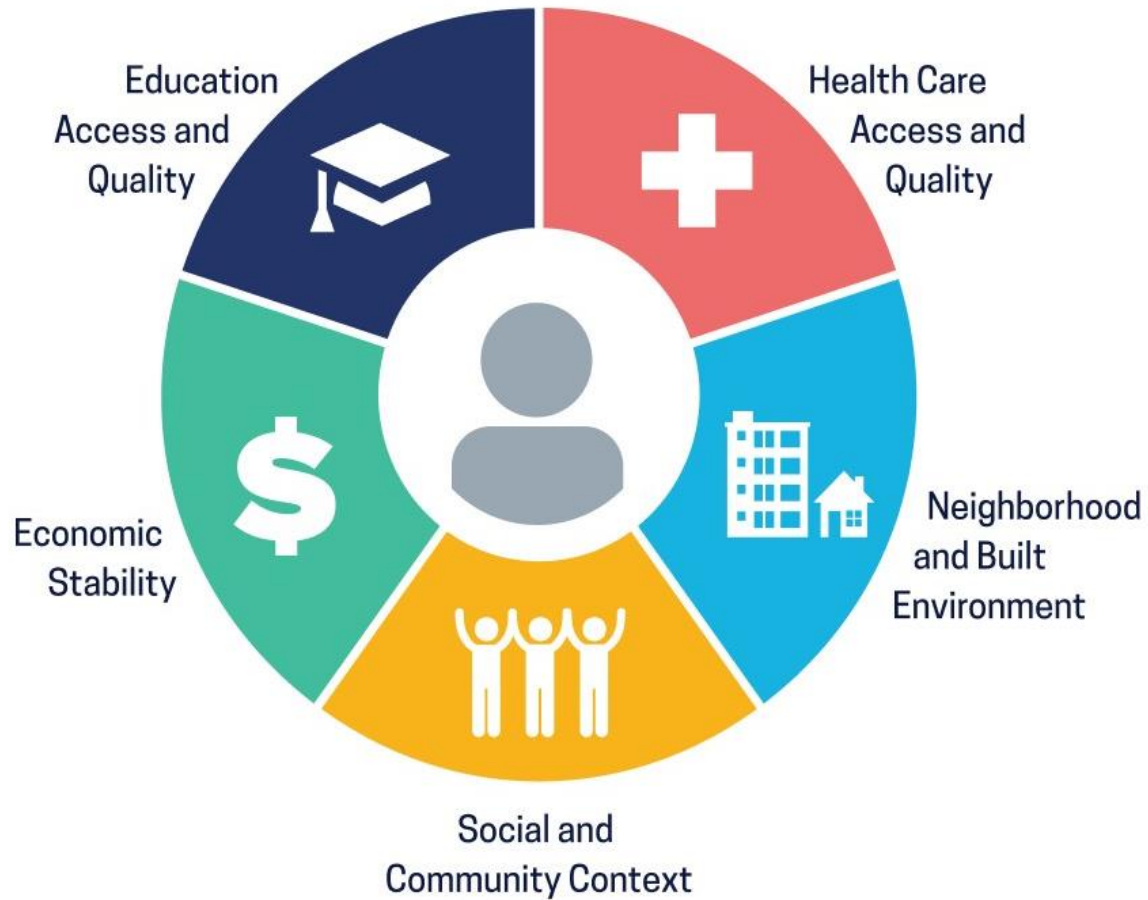 Education
Access and
Quality
Health Care
Access and
Quality
Economic
Stability
Neighborhood
and Built
Environment
Social and
Community Context